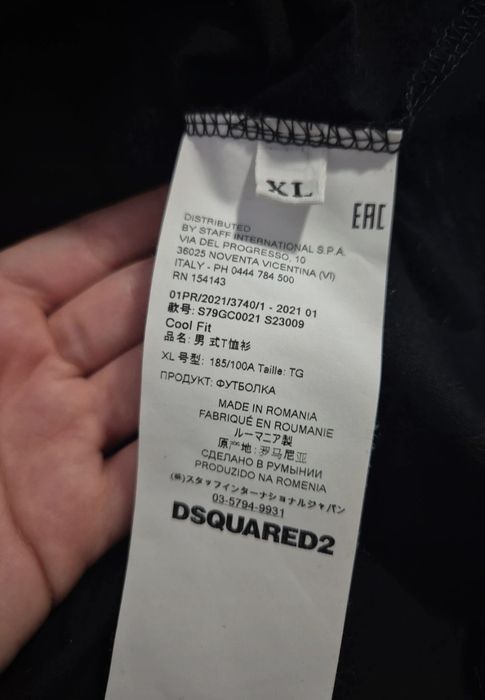 XL
EAC
DISTRIBUTED
BY STAFF INTERNATIONAL S.P.A.
VIA DEL PROGRESSO, 10
36025 NOVENTA VICENTINA (VI)
ITALY - PH 0444 784 500
RN 154143
01PR/2021/3740/1 - 2021 01
款号: S79GC0021 S23009
Cool Fit
品名: 男 式T恤衫
XL 号型: 185/100A Taille: TG
ПРОДУКТ: ФУТБОЛКА
MADE IN ROMANIA
FABRIQUÉ EN ROUMANIE
ルーマニア製
原产地: 罗马尼亚
СДЕЛАНО В РУМЫНИИ
PRODUZIDO NA ROMENIA
(株)スタッフインターナショナルジャパン
03-5794-9931
DSQUARED2